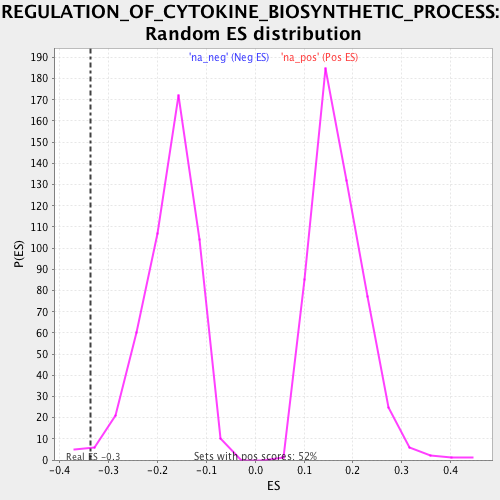 REGULATION_OF_CYTOKINE_BIOSYNTHETIC_PROCESS:
Random ES distribution
'na_neg' (Neg ES) 'na_pos' (Pos ES)
190
180
170
160
150
140
130
120
110
100
90
80
70
60
50
40
30
20
10
0
P(ES)
Real ES -0.3
Sets with pos scores: 52%
-0.4 -0.3 -0.2 -0.1 0.0 0.1 0.2 0.3 0.4
ES